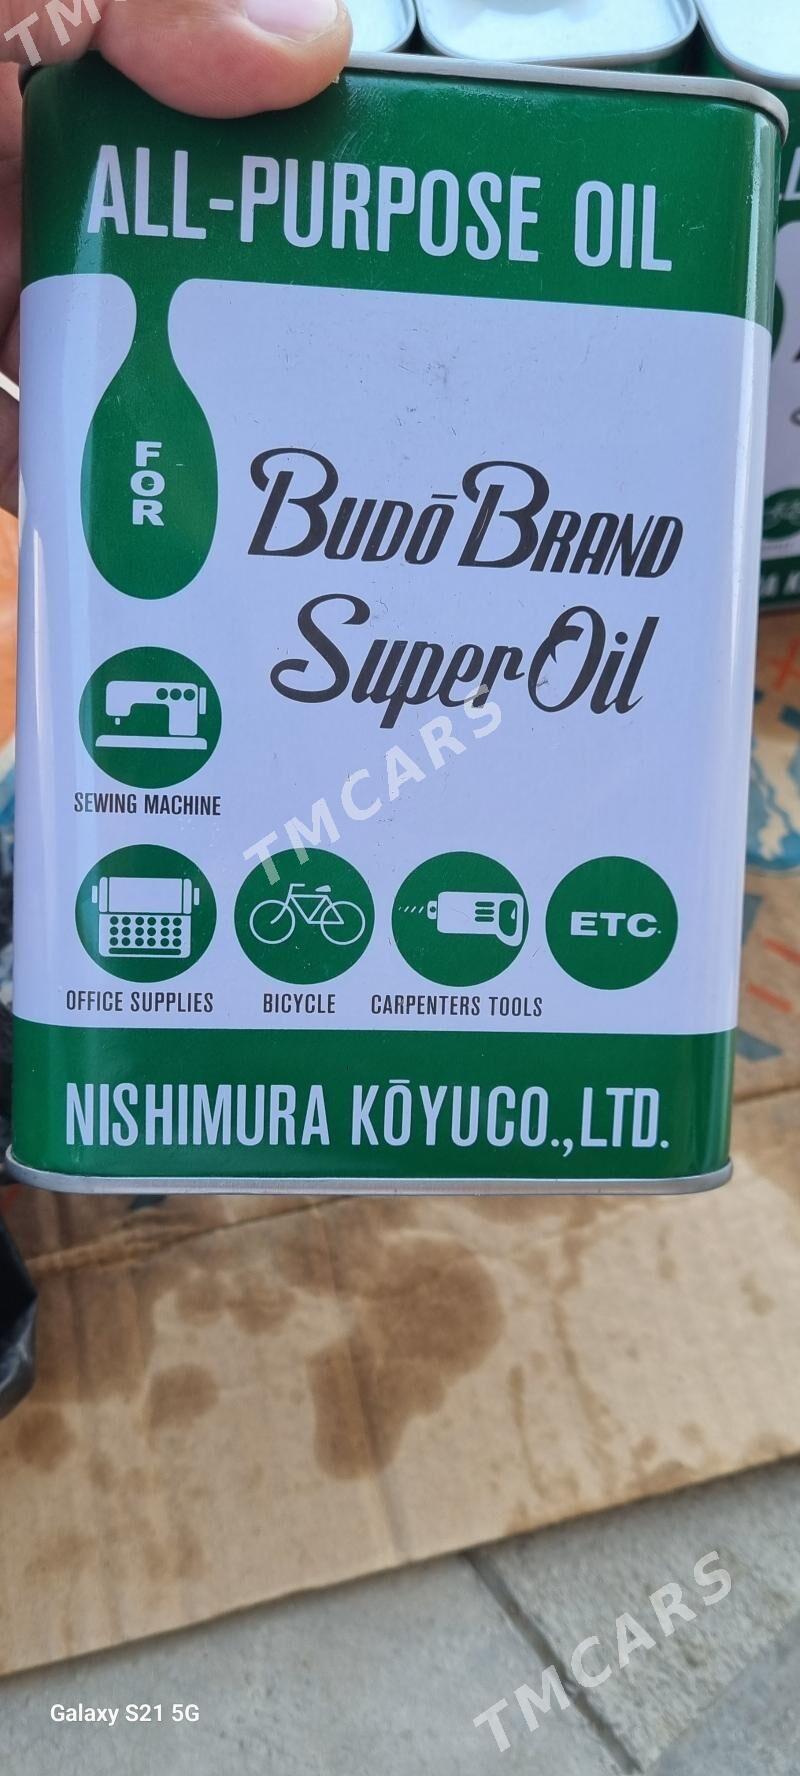 ALL-PURPOSE OIL
FOR
BUDŌ BRAND
Super Oil
SEWING MACHINE
ETC.
OFFICE SUPPLIES BICYCLE CARPENTERS TOOLS
NISHIMURA KŌYUCO.,LTD.
TMCARS
TMCARS
Galaxy S21 5G